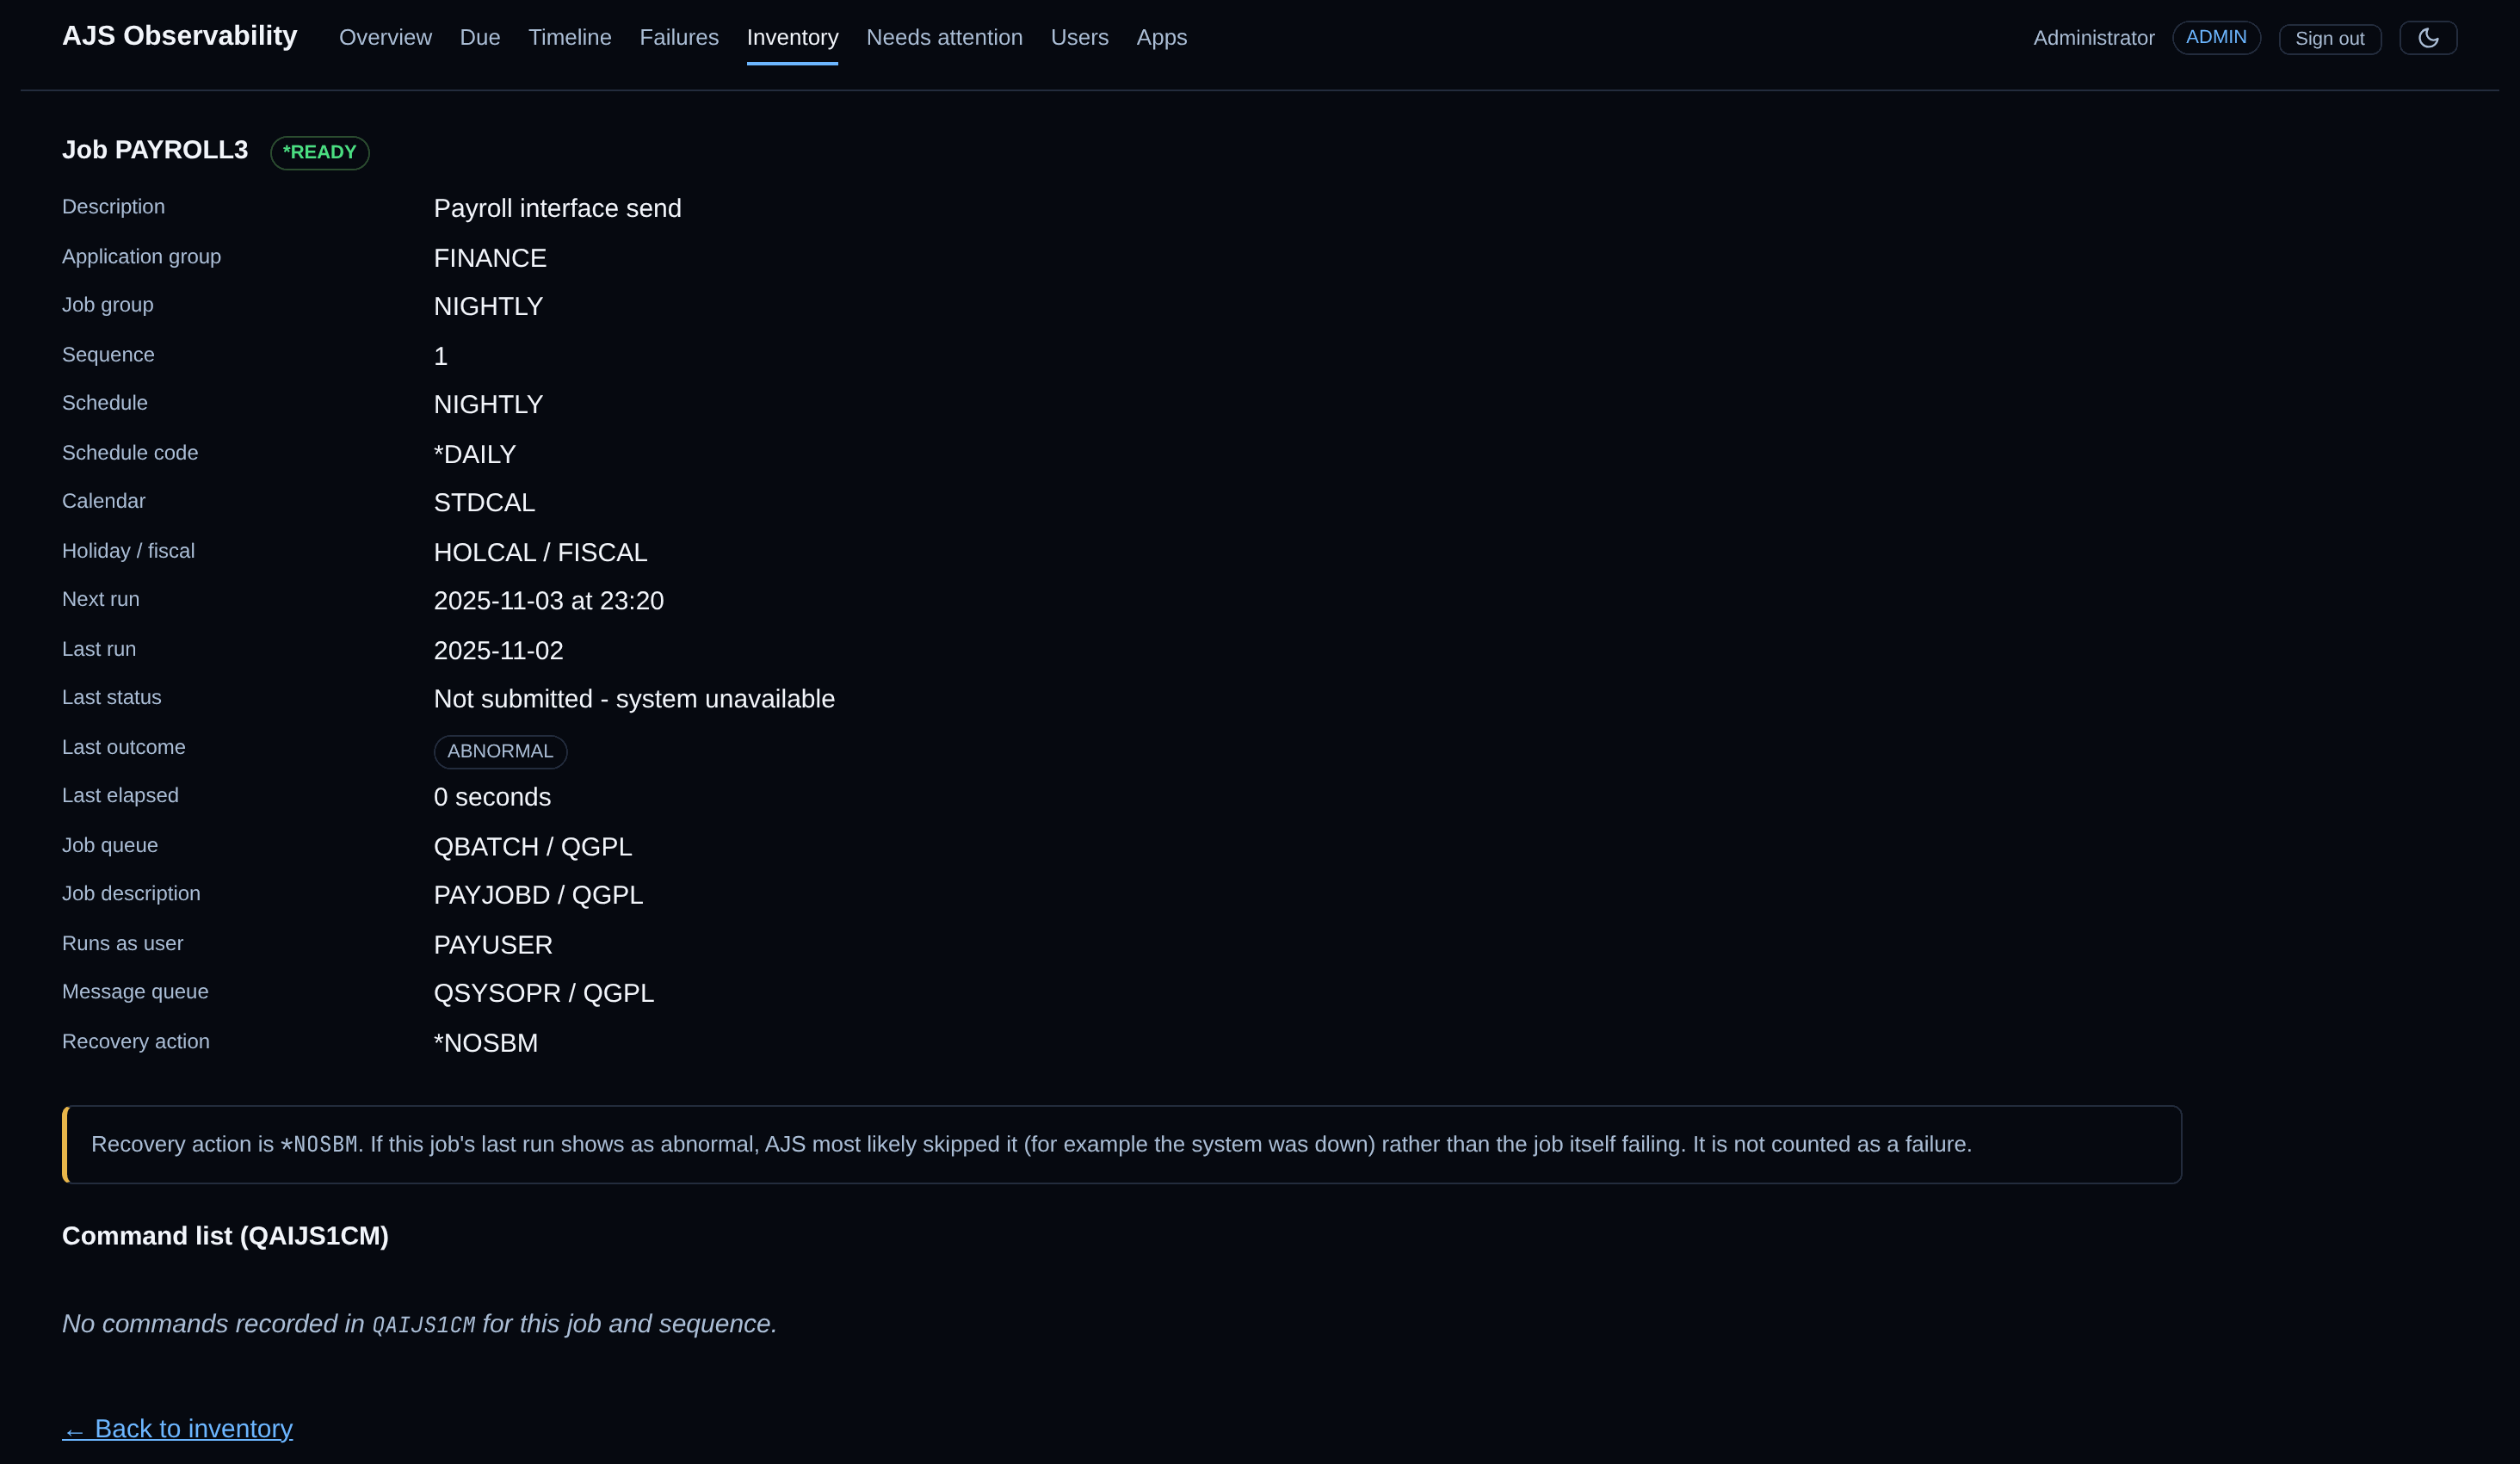 AJS Observability Overview Due Timeline Failures Inventory Needs attention Users Apps Administrator ADMIN Sign out
Job PAYROLL3 *READY
Description Payroll interface send
Application group FINANCE
Job group NIGHTLY
Sequence 1
Schedule NIGHTLY
Schedule code *DAILY
Calendar STDCAL
Holiday / fiscal HOLCAL / FISCAL
Next run 2025-11-03 at 23:20
Last run 2025-11-02
Last status Not submitted - system unavailable
Last outcome ABNORMAL
Last elapsed 0 seconds
Job queue QBATCH / QGPL
Job description PAYJOBD / QGPL
Runs as user PAYUSER
Message queue QSYSOPR / QGPL
Recovery action *NOSBM
Recovery action is *NOSBM. If this job's last run shows as abnormal, AJS most likely skipped it (for example the system was down) rather than the job itself failing. It is not counted as a failure.
Command list (QAIJS1CM)
No commands recorded in QAIJS1CM for this job and sequence.
← Back to inventory